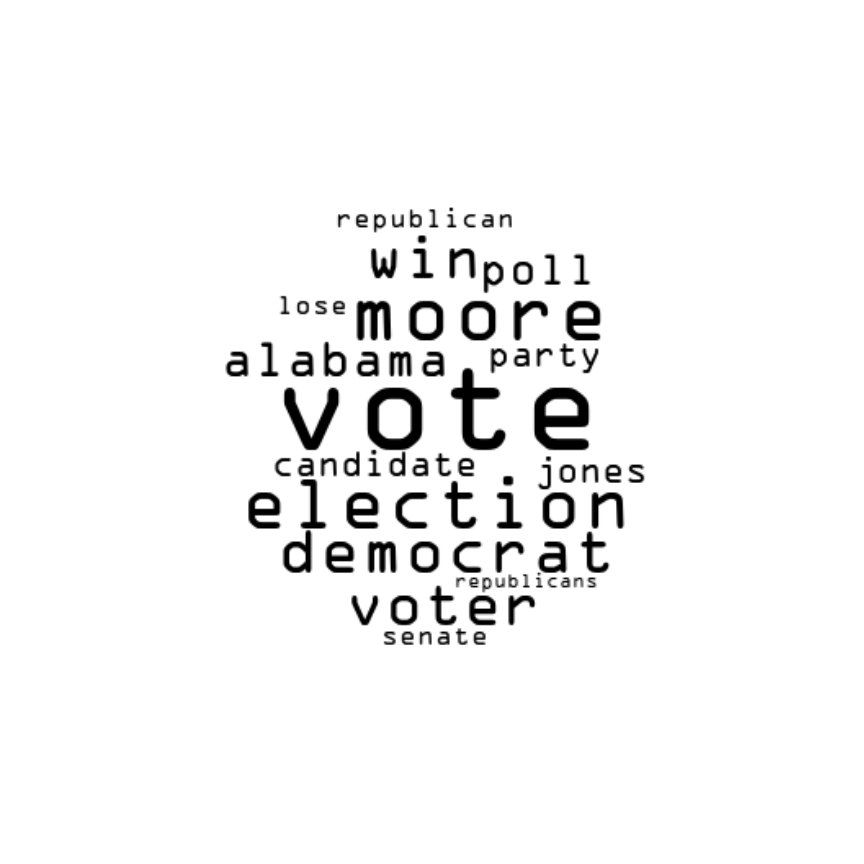 republican
win poll
lose moore
alabama party
vote
candidate jones
election
democrat
republicans
voter
senate